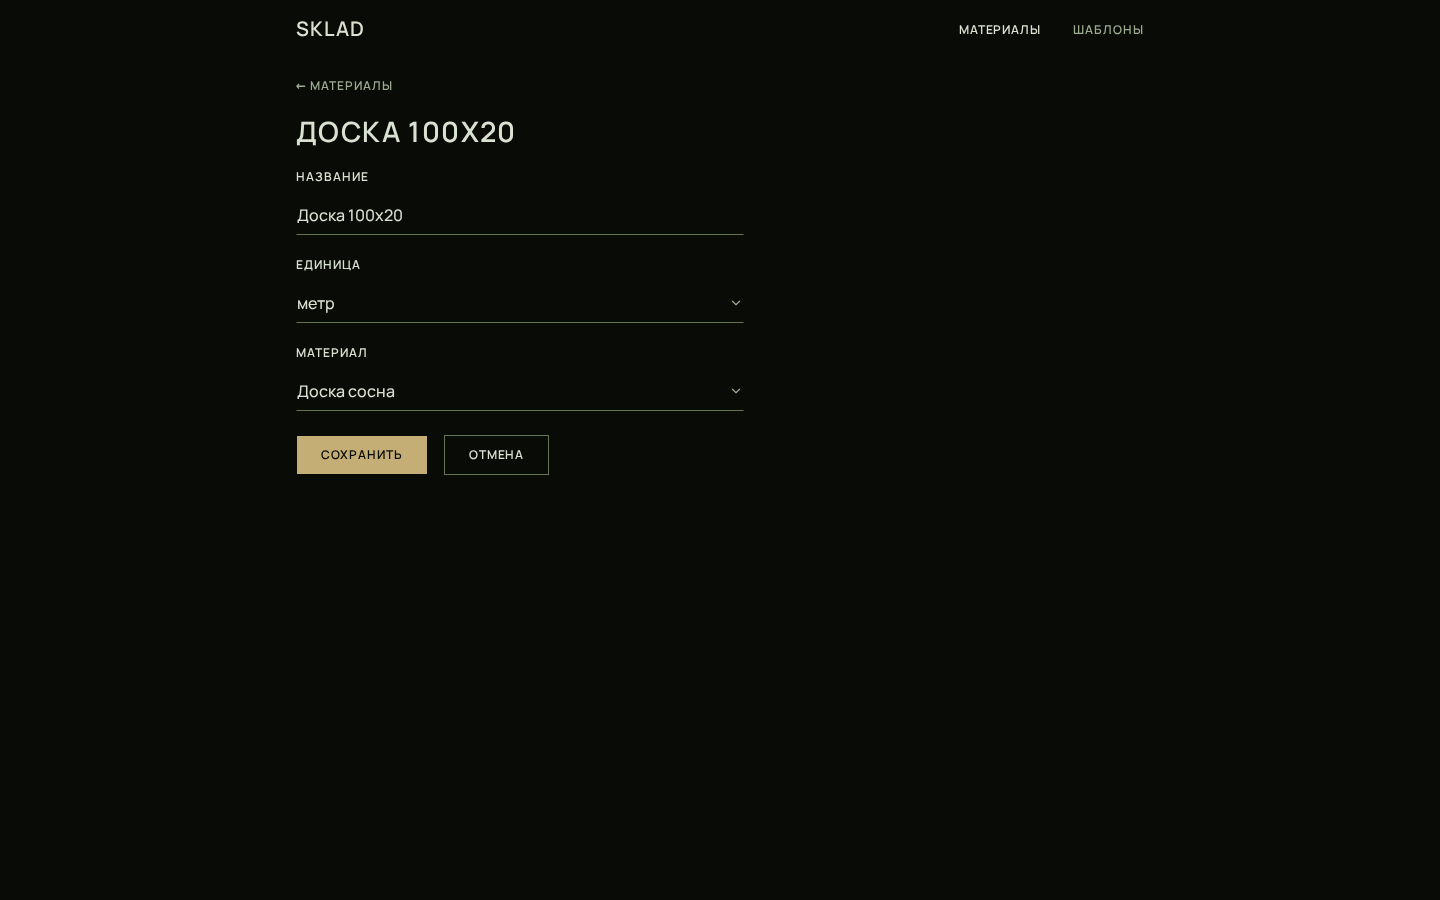 SKLAD
МАТЕРИАЛЫ ШАБЛОНЫ
← МАТЕРИАЛЫ
ДОСКА 100X20
НАЗВАНИЕ
Доска 100x20
ЕДИНИЦА
метр
МАТЕРИАЛ
Доска сосна
СОХРАНИТЬ ОТМЕНА